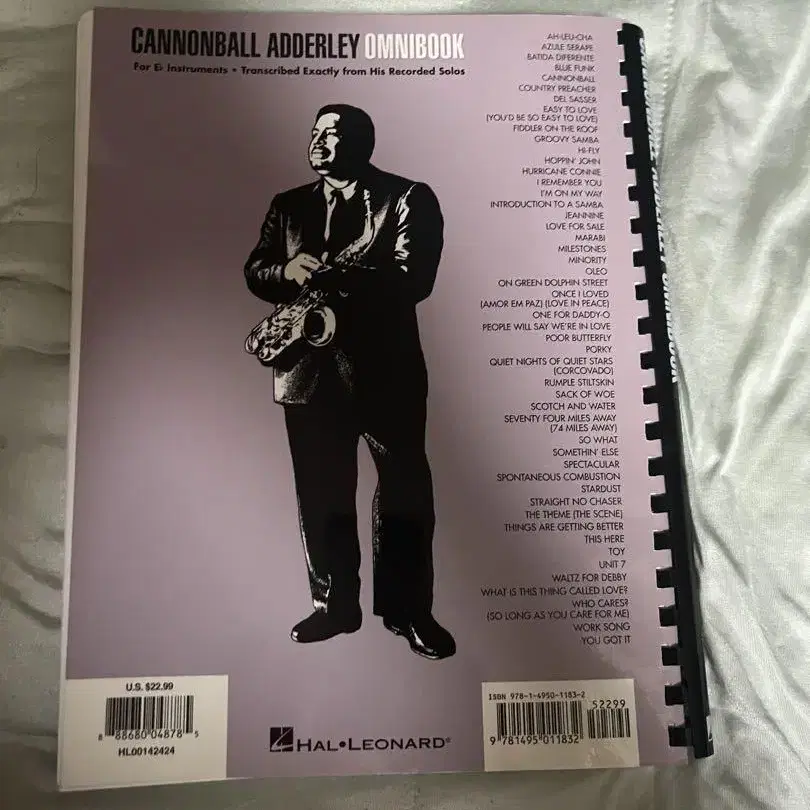 CANNONBALL ADDERLEY OMNIBOOK
For E♭ Instruments • Transcribed Exactly from His Recorded Solos
AH-LEU-CHA
AZULE SERAPE
BATIDA DIFERENTE
BLUE FUNK
CANNONBALL
COUNTRY PREACHER
DEL SASSER
EASY TO LOVE
(YOU'D BE SO EASY TO LOVE)
FIDDLER ON THE ROOF
GROOVY SAMBA
HI-FLY
HOPPIN' JOHN
HURRICANE CONNIE
I REMEMBER YOU
I'M ON MY WAY
INTRODUCTION TO A SAMBA
JEANNINE
LOVE FOR SALE
MARABI
MILESTONES
MINORITY
OLEO
ON GREEN DOLPHIN STREET
ONCE I LOVED
(AMOR EM PAZ) (LOVE IN PEACE)
ONE FOR DADDY-O
PEOPLE WILL SAY WE'RE IN LOVE
POOR BUTTERFLY
PORKY
QUIET NIGHTS OF QUIET STARS
(CORCOVADO)
RUMPLE STILTSKIN
SACK OF WOE
SCOTCH AND WATER
SEVENTY FOUR MILES AWAY
(74 MILES AWAY)
SO WHAT
SOMETHIN' ELSE
SPECTACULAR
SPONTANEOUS COMBUSTION
STARDUST
STRAIGHT NO CHASER
THE THEME (THE SCENE)
THINGS ARE GETTING BETTER
THIS HERE
TOY
UNIT 7
WALTZ FOR DEBBY
WHAT IS THIS THING CALLED LOVE?
WHO CARES?
(SO LONG AS YOU CARE FOR ME)
WORK SONG
YOU GOT IT
U.S. $22.99
8 88680 04878 5
HL00142424
HAL•LEONARD®
ISBN 978-1-4950-1183-2
52299
9 781495 011832